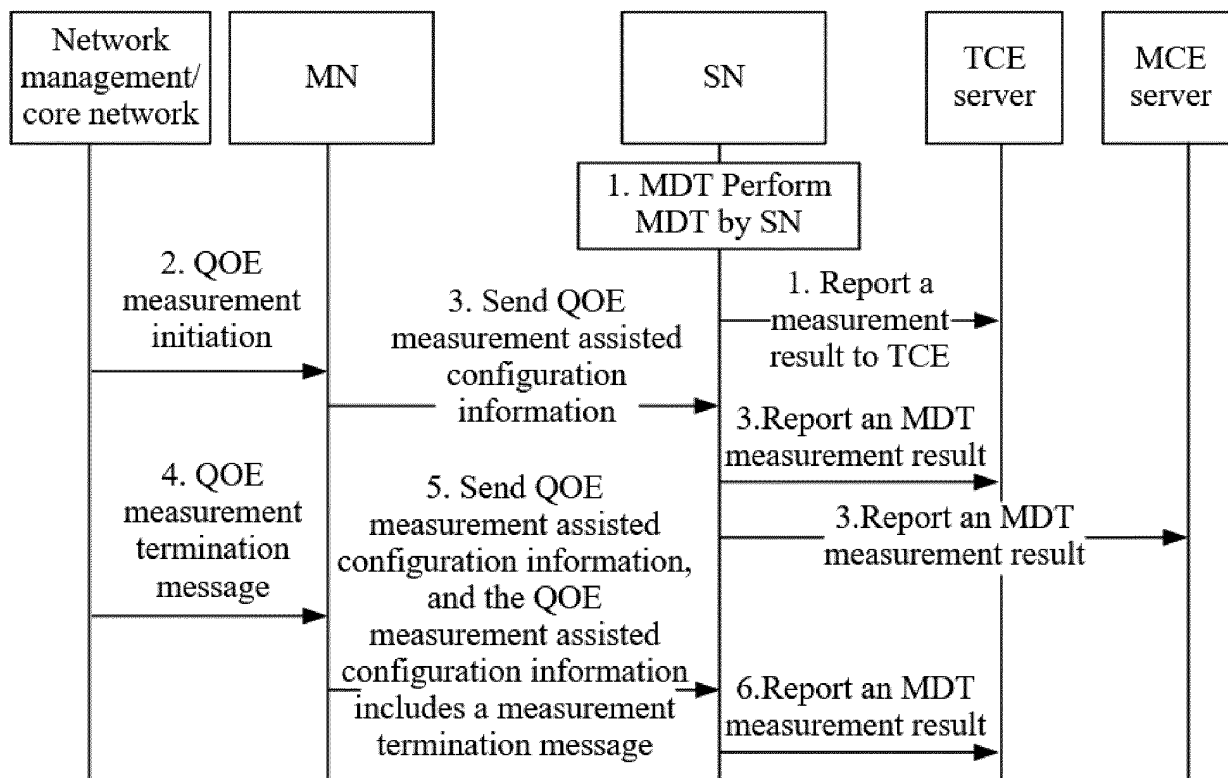 Network
management/
core network
MN
SN
TCE
server
MCE
server
1. MDT Perform
MDT by SN
2. QOE
measurement
initiation
3. Send QOE
measurement assisted
configuration
information
1. Report a
measurement
result to TCE
3.Report an MDT
measurement result
4. QOE
measurement
termination
message
5. Send QOE
measurement assisted
configuration information,
and the QOE
measurement assisted
configuration information
includes a measurement
termination message
3.Report an MDT
measurement result
6.Report an MDT
measurement result